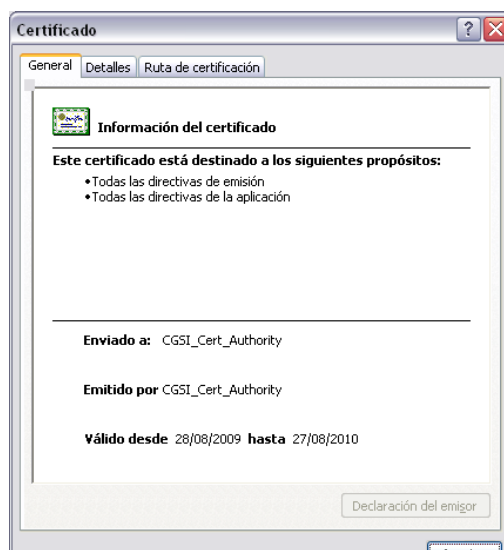 Certificado
General Detalles Ruta de certificación
Información del certificado
Este certificado está destinado a los siguientes propósitos:
•Todas las directivas de emisión
•Todas las directivas de la aplicación
Enviado a: CGSI_Cert_Authority
Emitido por CGSI_Cert_Authority
Válido desde 28/08/2009 hasta 27/08/2010
Declaración del emisor